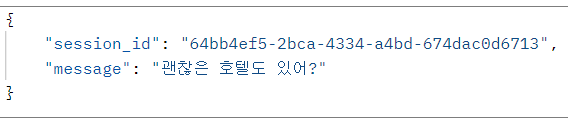 {
"session_id": "64bb4ef5-2bca-4334-a4bd-674dac0d6713",
"message": "괜찮은 호텔도 있어?"
}